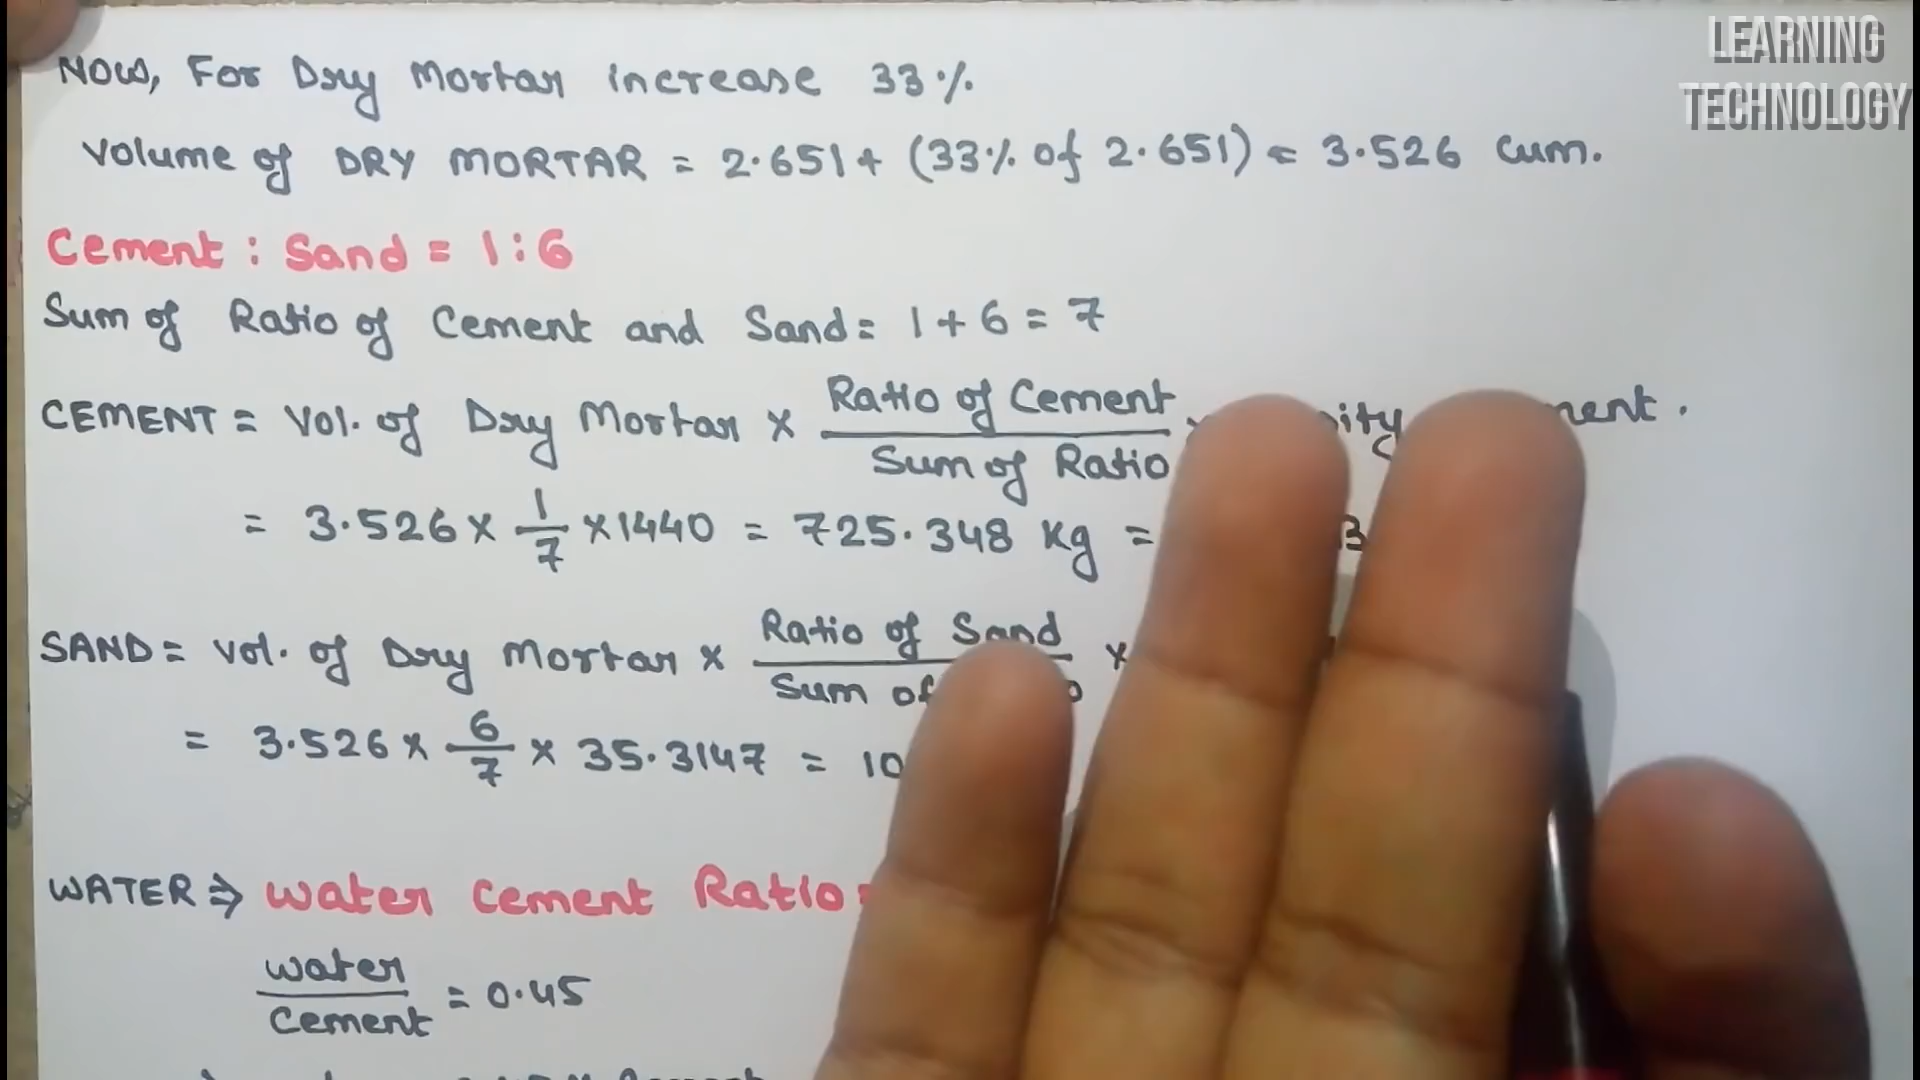 LEARNING
TECHNOLOGY
Now, For Dry Mortar increase 33%
Volume of DRY MORTAR = 2.651 + (33% of 2.651) = 3.526 cum.
Cement : Sand = 1:6
Sum of Ratio of Cement and Sand = 1+6 = 7
CEMENT = Vol. of Dry Mortar × Ratio of Cement
Sum of Ratio
= 3.526 × 1/7 × 1440 = 725.348 kg =
SAND = Vol. of Dry Mortar × Ratio of Sand ×
Sum of
= 3.526 × 6/7 × 35.3147 =
WATER ⇒ Water Cement Ratio =
water
cement = 0.45